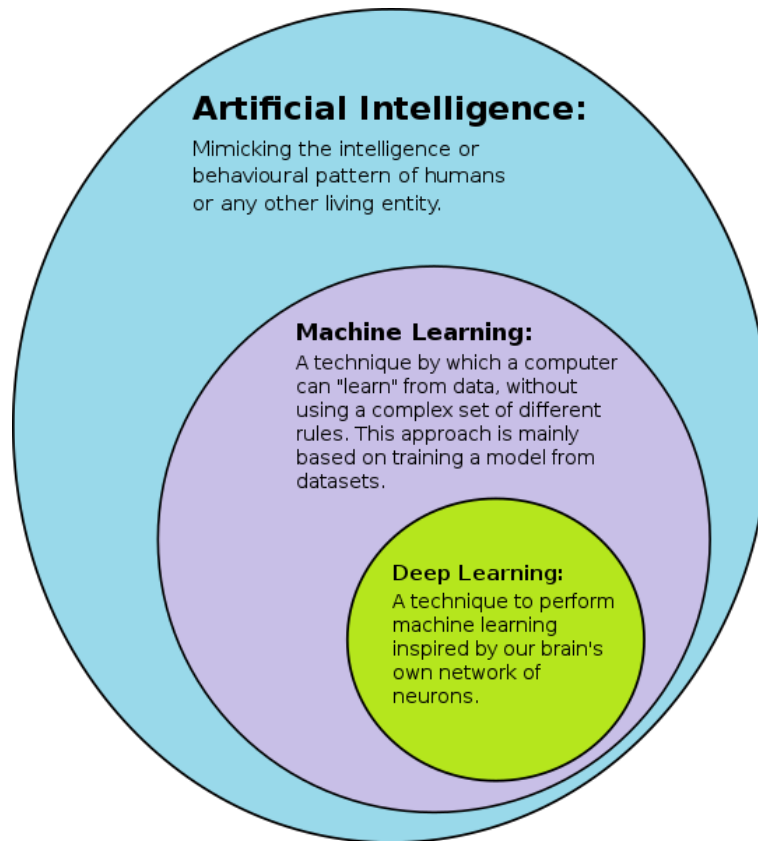 Artificial Intelligence:
Mimicking the intelligence or
behavioural pattern of humans
or any other living entity.
Machine Learning:
A technique by which a computer
can "learn" from data, without
using a complex set of different
rules. This approach is mainly
based on training a model from
datasets.
Deep Learning:
A technique to perform
machine learning
inspired by our brain's
own network of
neurons.